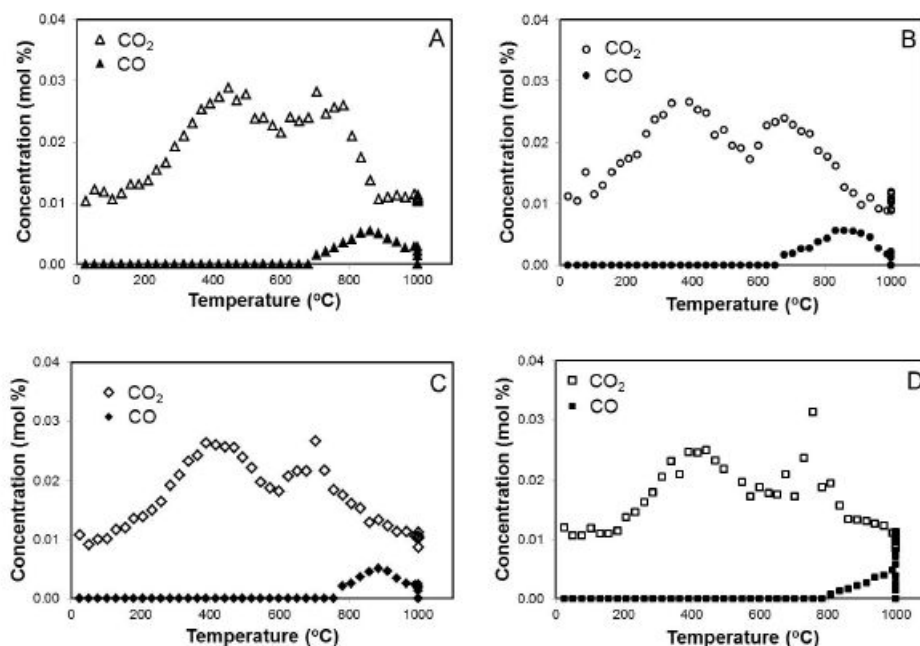 A
CO₂
CO
Concentration (mol %)
0.04
0.03
0.02
0.01
0.00
0 200 400 600 800 1000
Temperature (°C)
B
CO₂
CO
Concentration (mol %)
0.04
0.03
0.02
0.01
0.00
0 200 400 600 800 1000
Temperature (°C)
C
CO₂
CO
Concentration (mol %)
0.04
0.03
0.02
0.01
0.00
0 200 400 600 800 1000
Temperature (°C)
D
CO₂
CO
Concentration (mol %)
0.04
0.03
0.02
0.01
0.00
0 200 400 600 800 1000
Temperature (°C)